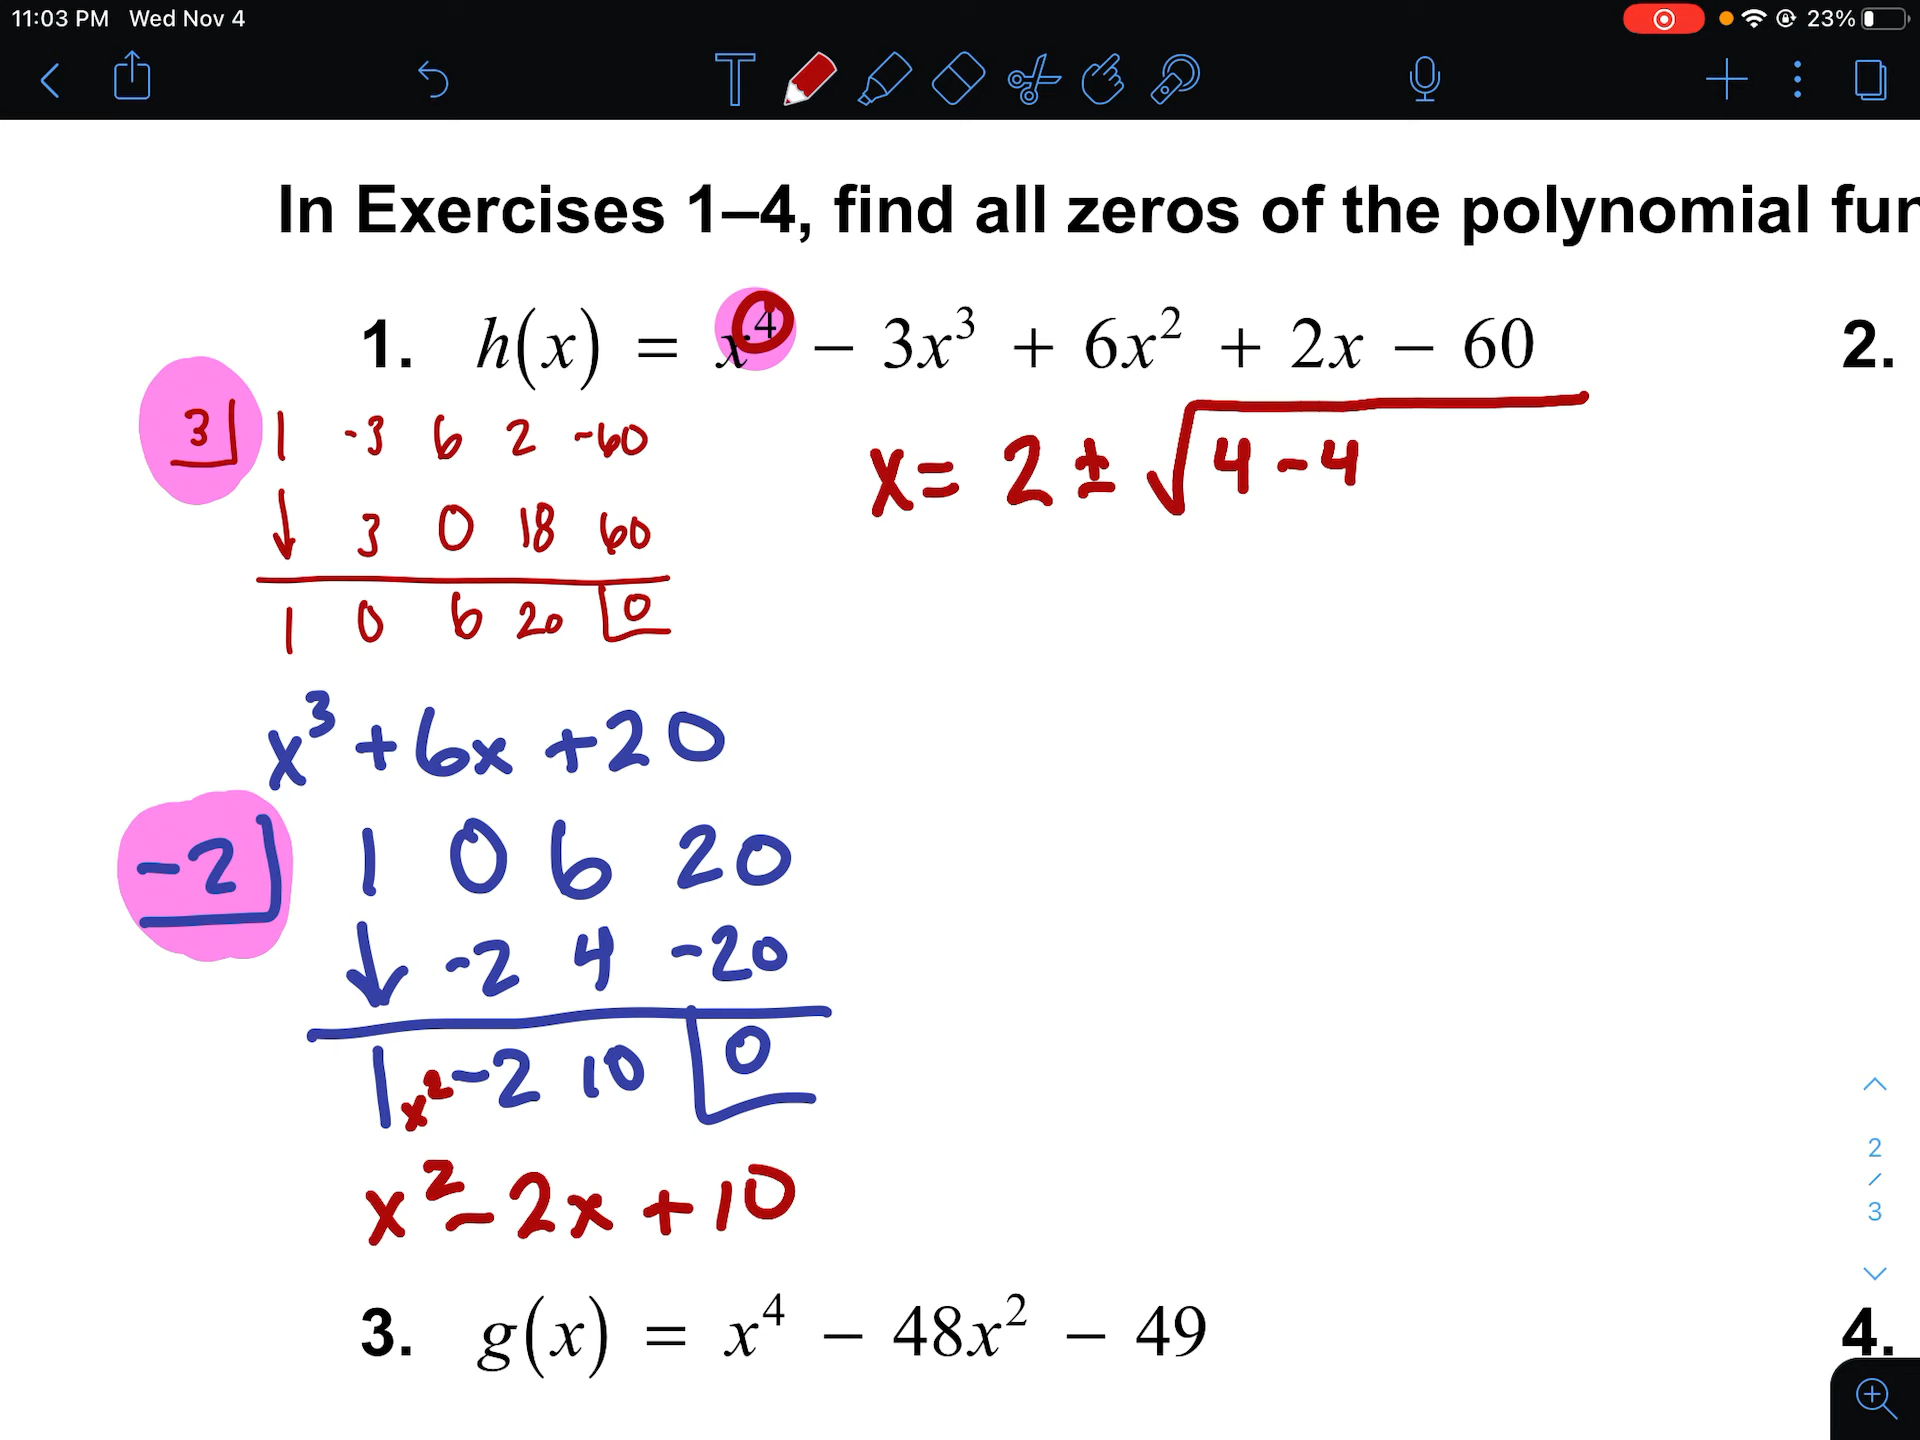 11:03 PM Wed Nov 4
23%
T
In Exercises 1–4, find all zeros of the polynomial fun
1. h(x) = x⁴ − 3x³ + 6x² + 2x − 60
2.
3 1 -3 6 2 -60
x = 2 ± √4 - 4
3 0 18 60
1 0 6 20 0
x³ + 6x + 20
-2 1 0 6 20
-2 4 -20
1 x² -2 10 0
x² - 2x + 10
2
/
3
3. g(x) = x⁴ − 48x² − 49
4.